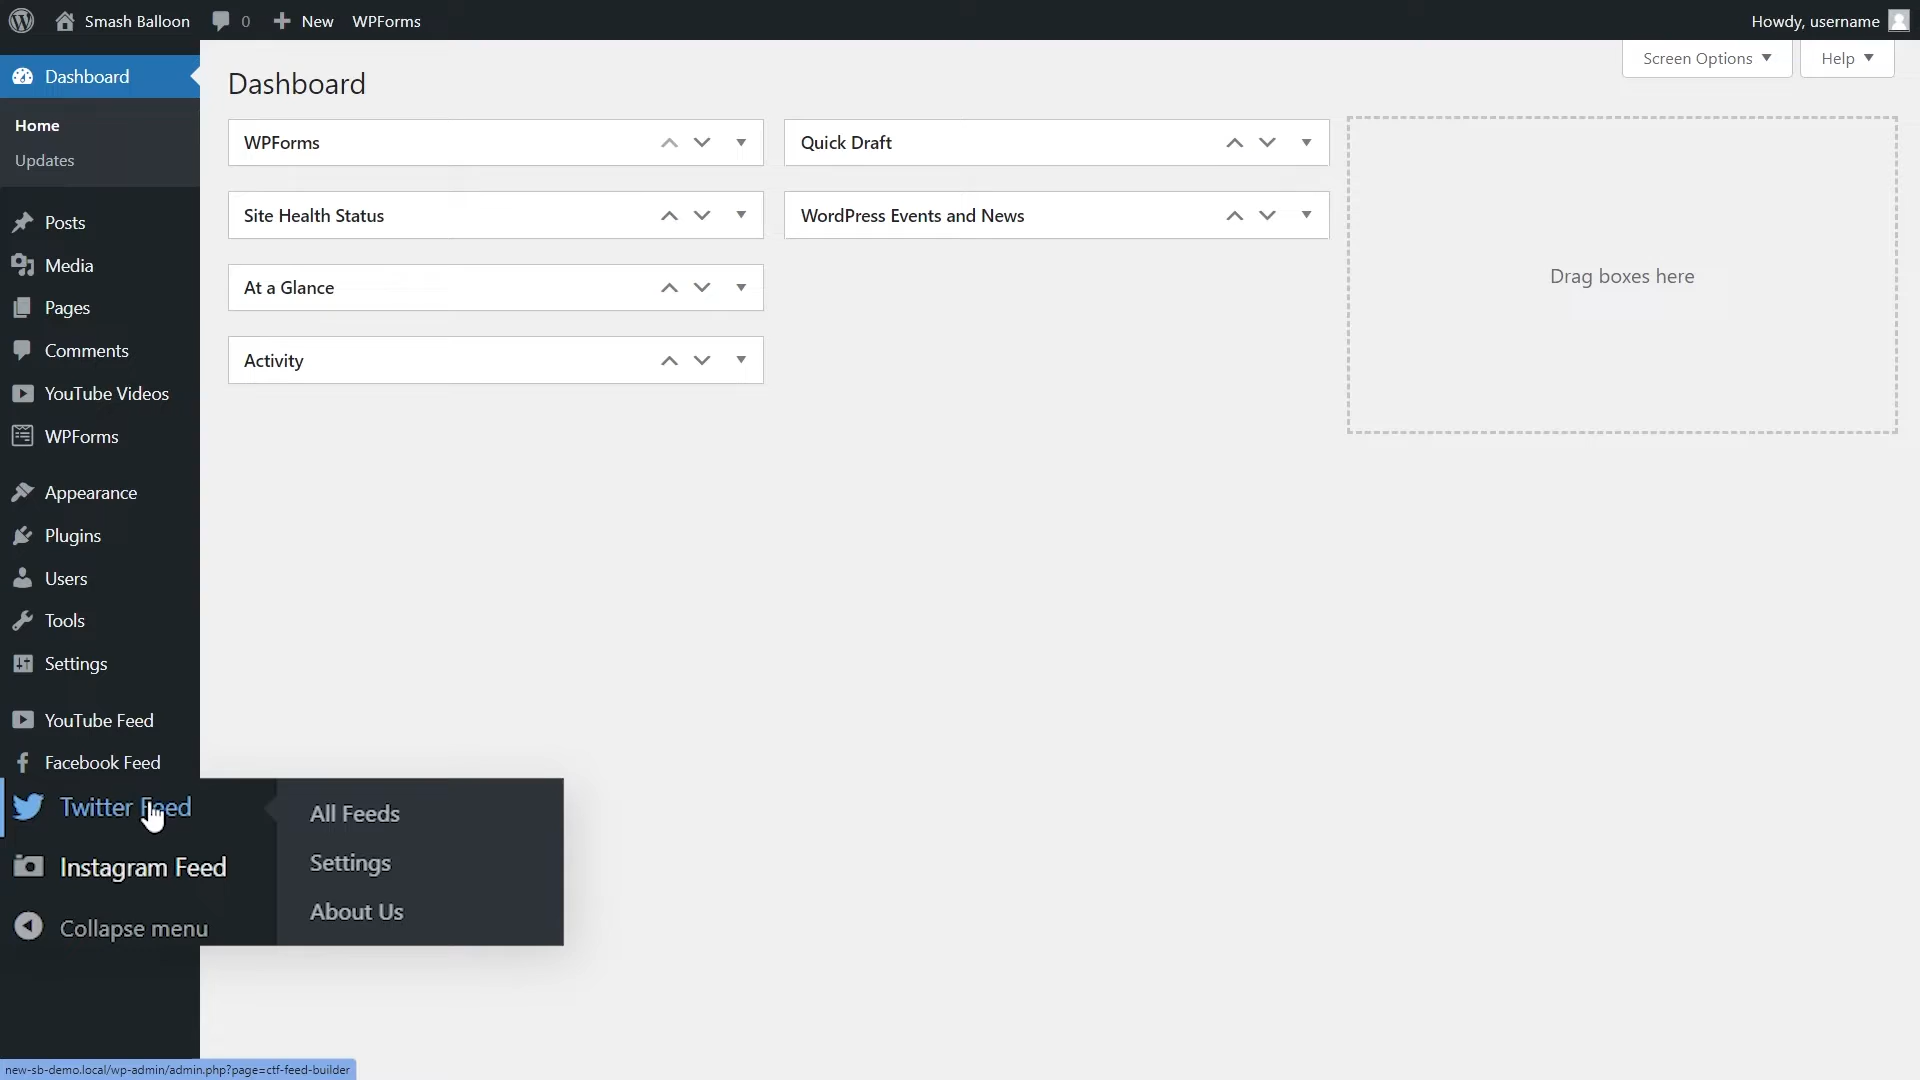 Smash Balloon
0
New
WPForms
Howdy, username
Dashboard
Home
Updates
Posts
Media
Pages
Comments
YouTube Videos
WPForms
Appearance
Plugins
Users
Tools
Settings
YouTube Feed
Facebook Feed
Twitter Feed
Instagram Feed
Collapse menu
All Feeds
Settings
About Us
Screen Options
Help
Dashboard
WPForms
Site Health Status
At a Glance
Activity
Quick Draft
WordPress Events and News
Drag boxes here
new-sb-demo.local/wp-admin/admin.php?page=ctf-feed-builder